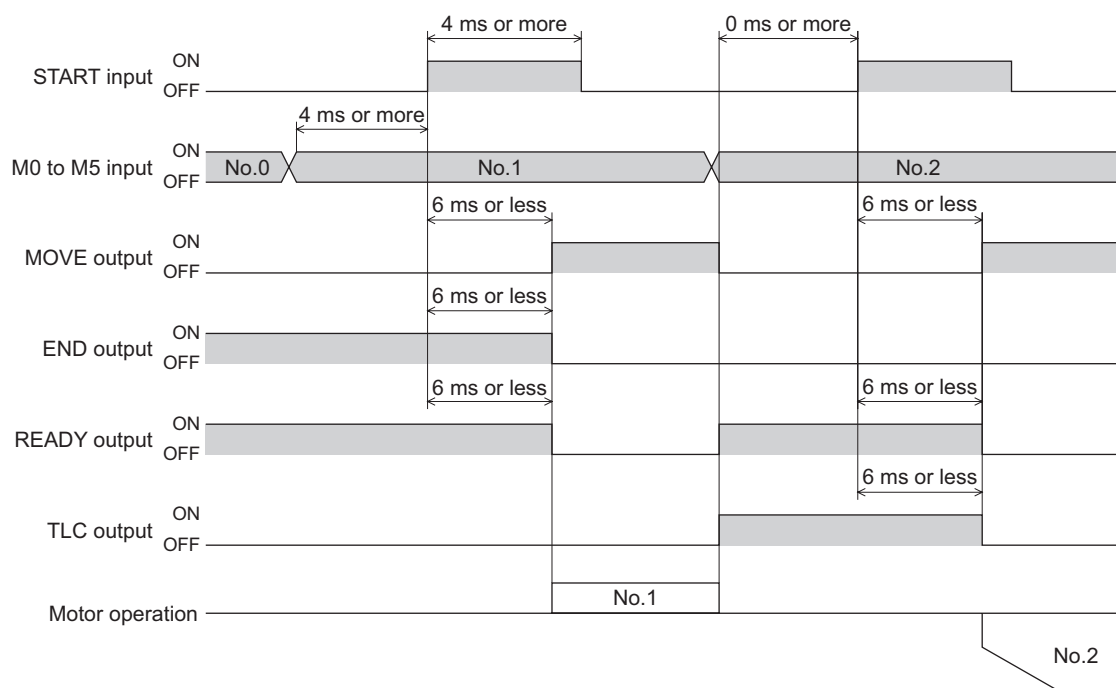 4 ms or more
0 ms or more
START input
ON
OFF
4 ms or more
M0 to M5 input
ON
OFF
No.0
No.1
No.2
6 ms or less
6 ms or less
MOVE output
ON
OFF
6 ms or less
END output
ON
OFF
6 ms or less
6 ms or less
READY output
ON
OFF
6 ms or less
TLC output
ON
OFF
Motor operation
No.1
No.2